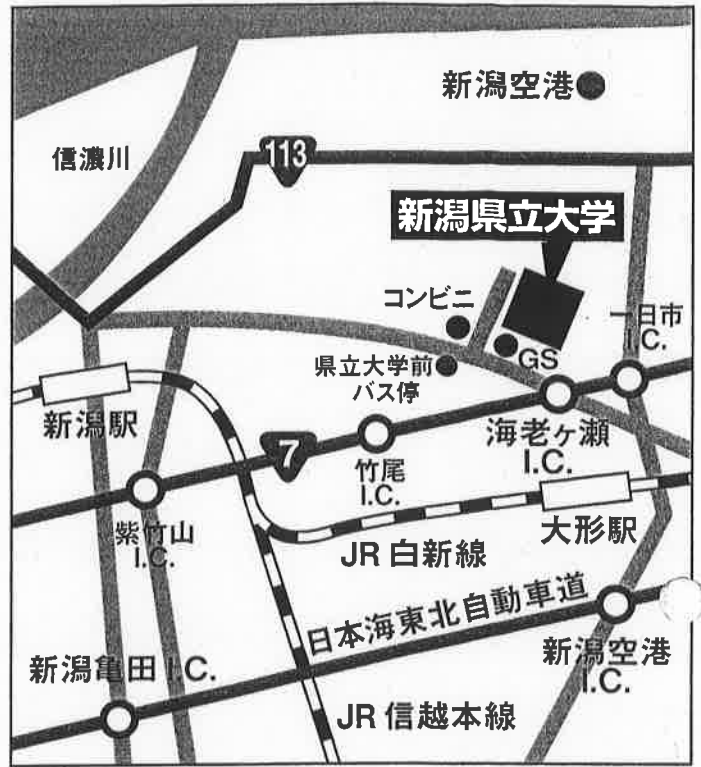 新潟空港
信濃川
113
新潟県立大学
コンビニ
一日市
I.C.
GS
県立大学前
バス停
新潟駅
海老ヶ瀬
I.C.
7
竹尾
I.C.
紫竹山
I.C.
大形駅
JR 白新線
日本海東北自動車道
新潟空港
I.C.
新潟亀田 I.C.
JR 信越本線